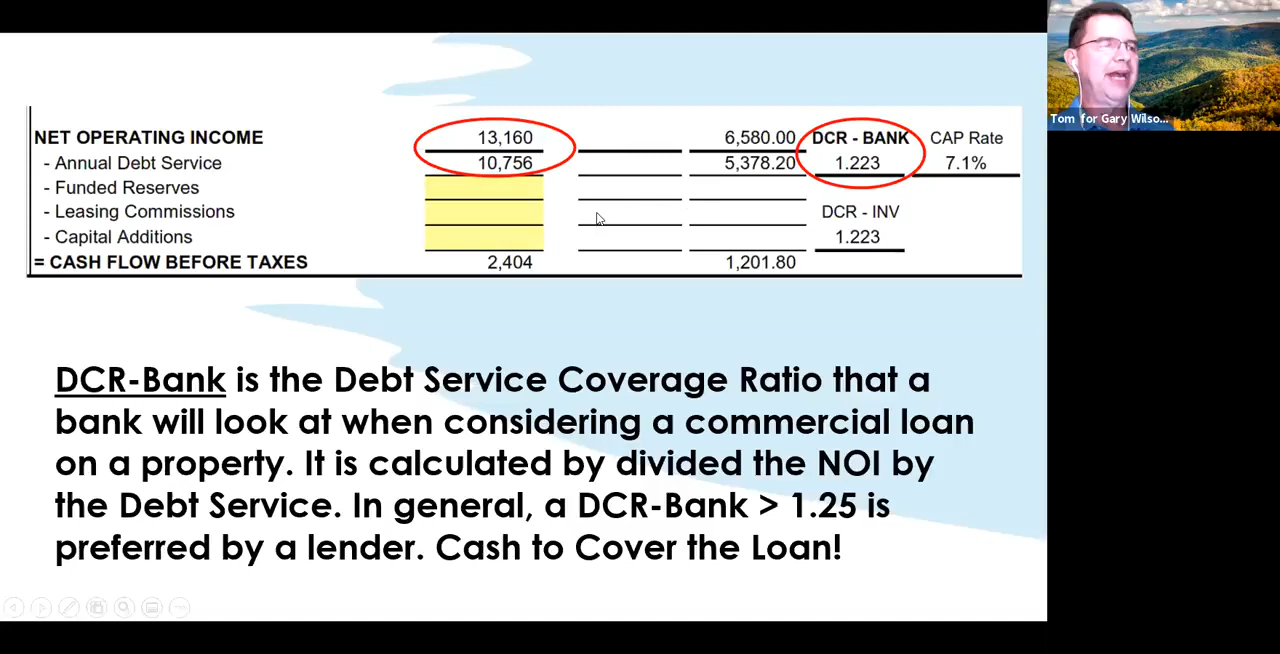 Tom for Gary Wilso...
NET OPERATING INCOME 13,160 6,580.00 DCR - BANK CAP Rate
- Annual Debt Service 10,756 5,378.20 1.223 7.1%
- Funded Reserves
- Leasing Commissions DCR - INV
- Capital Additions 1.223
= CASH FLOW BEFORE TAXES 2,404 1,201.80
DCR-Bank is the Debt Service Coverage Ratio that a
bank will look at when considering a commercial loan
on a property. It is calculated by divided the NOI by
the Debt Service. In general, a DCR-Bank > 1.25 is
preferred by a lender. Cash to Cover the Loan!